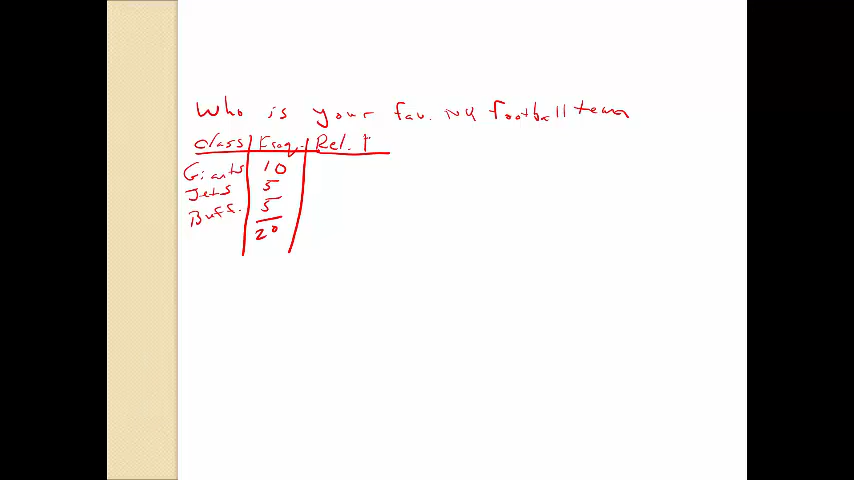 Who is your fav. NY football team
class Freq. Rel. f
Giants 10
Jets 5
Buff. 5
20